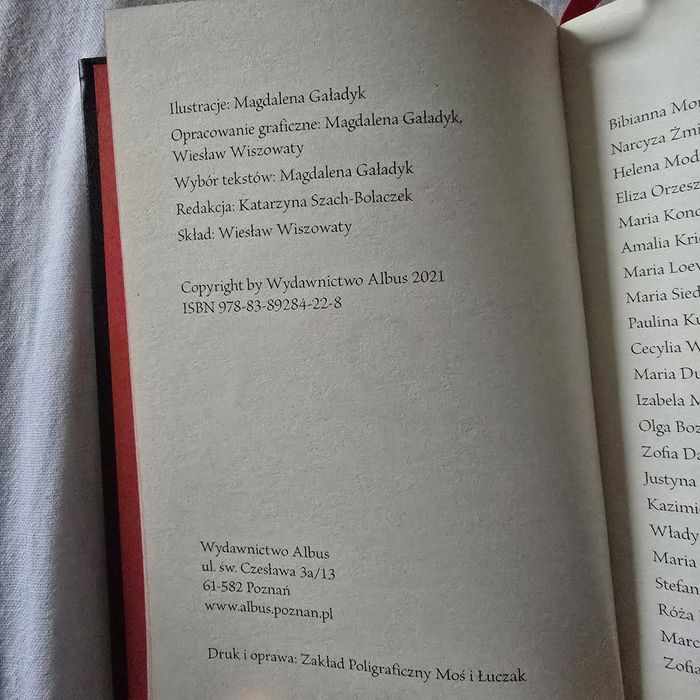 Ilustracje: Magdalena Gaładyk
Opracowanie graficzne: Magdalena Gaładyk,
Wiesław Wiszowaty
Wybór tekstów: Magdalena Gaładyk
Redakcja: Katarzyna Szach-Bolaczek
Skład: Wiesław Wiszowaty
Copyright by Wydawnictwo Albus 2021
ISBN 978-83-89284-22-8
Wydawnictwo Albus
ul. św. Czesława 3a/13
61-582 Poznań
www.albus.poznan.pl
Druk i oprawa: Zakład Poligraficzny Moś i Łuczak
Bibianna
Narcyza
Helena
Eliza
Maria
Amalia
Maria
Maria
Paulina
Cecylia
Maria
Izabela
Olga
Zofia
Justyna
Maria
Róża
Zofia